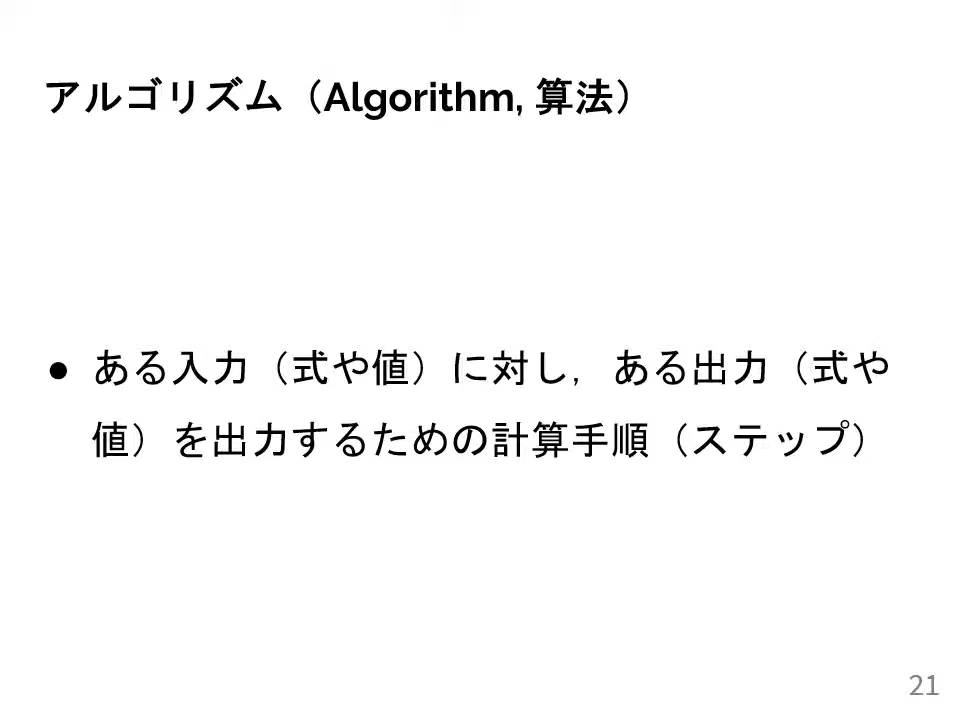 アルゴリズム（Algorithm, 算法）
● ある入力（式や値）に対し，ある出力（式や
値）を出力するための計算手順（ステップ）
21